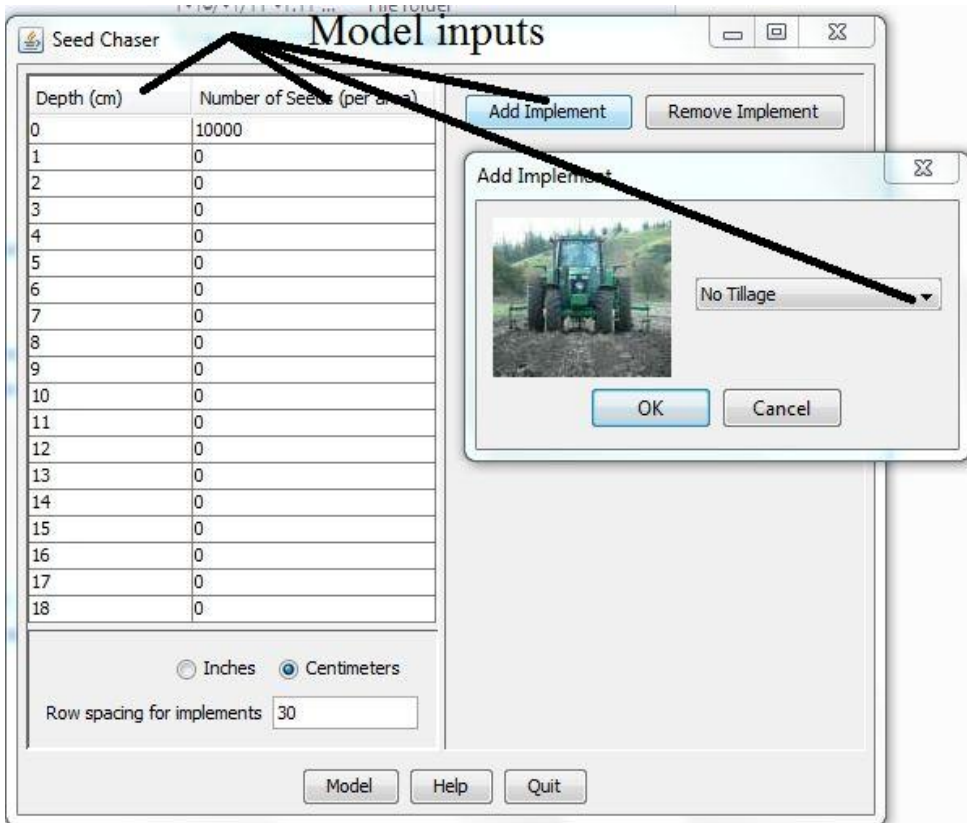 File folder
Seed Chaser
Model inputs
Depth (cm) Number of Seeds (per area)
0 10000
1 0
2 0
3 0
4 0
5 0
6 0
7 0
8 0
9 0
10 0
11 0
12 0
13 0
14 0
15 0
16 0
17 0
18 0
Inches Centimeters
Row spacing for implements 30
Add Implement Remove Implement
Add Implement
No Tillage
OK Cancel
Model Help Quit